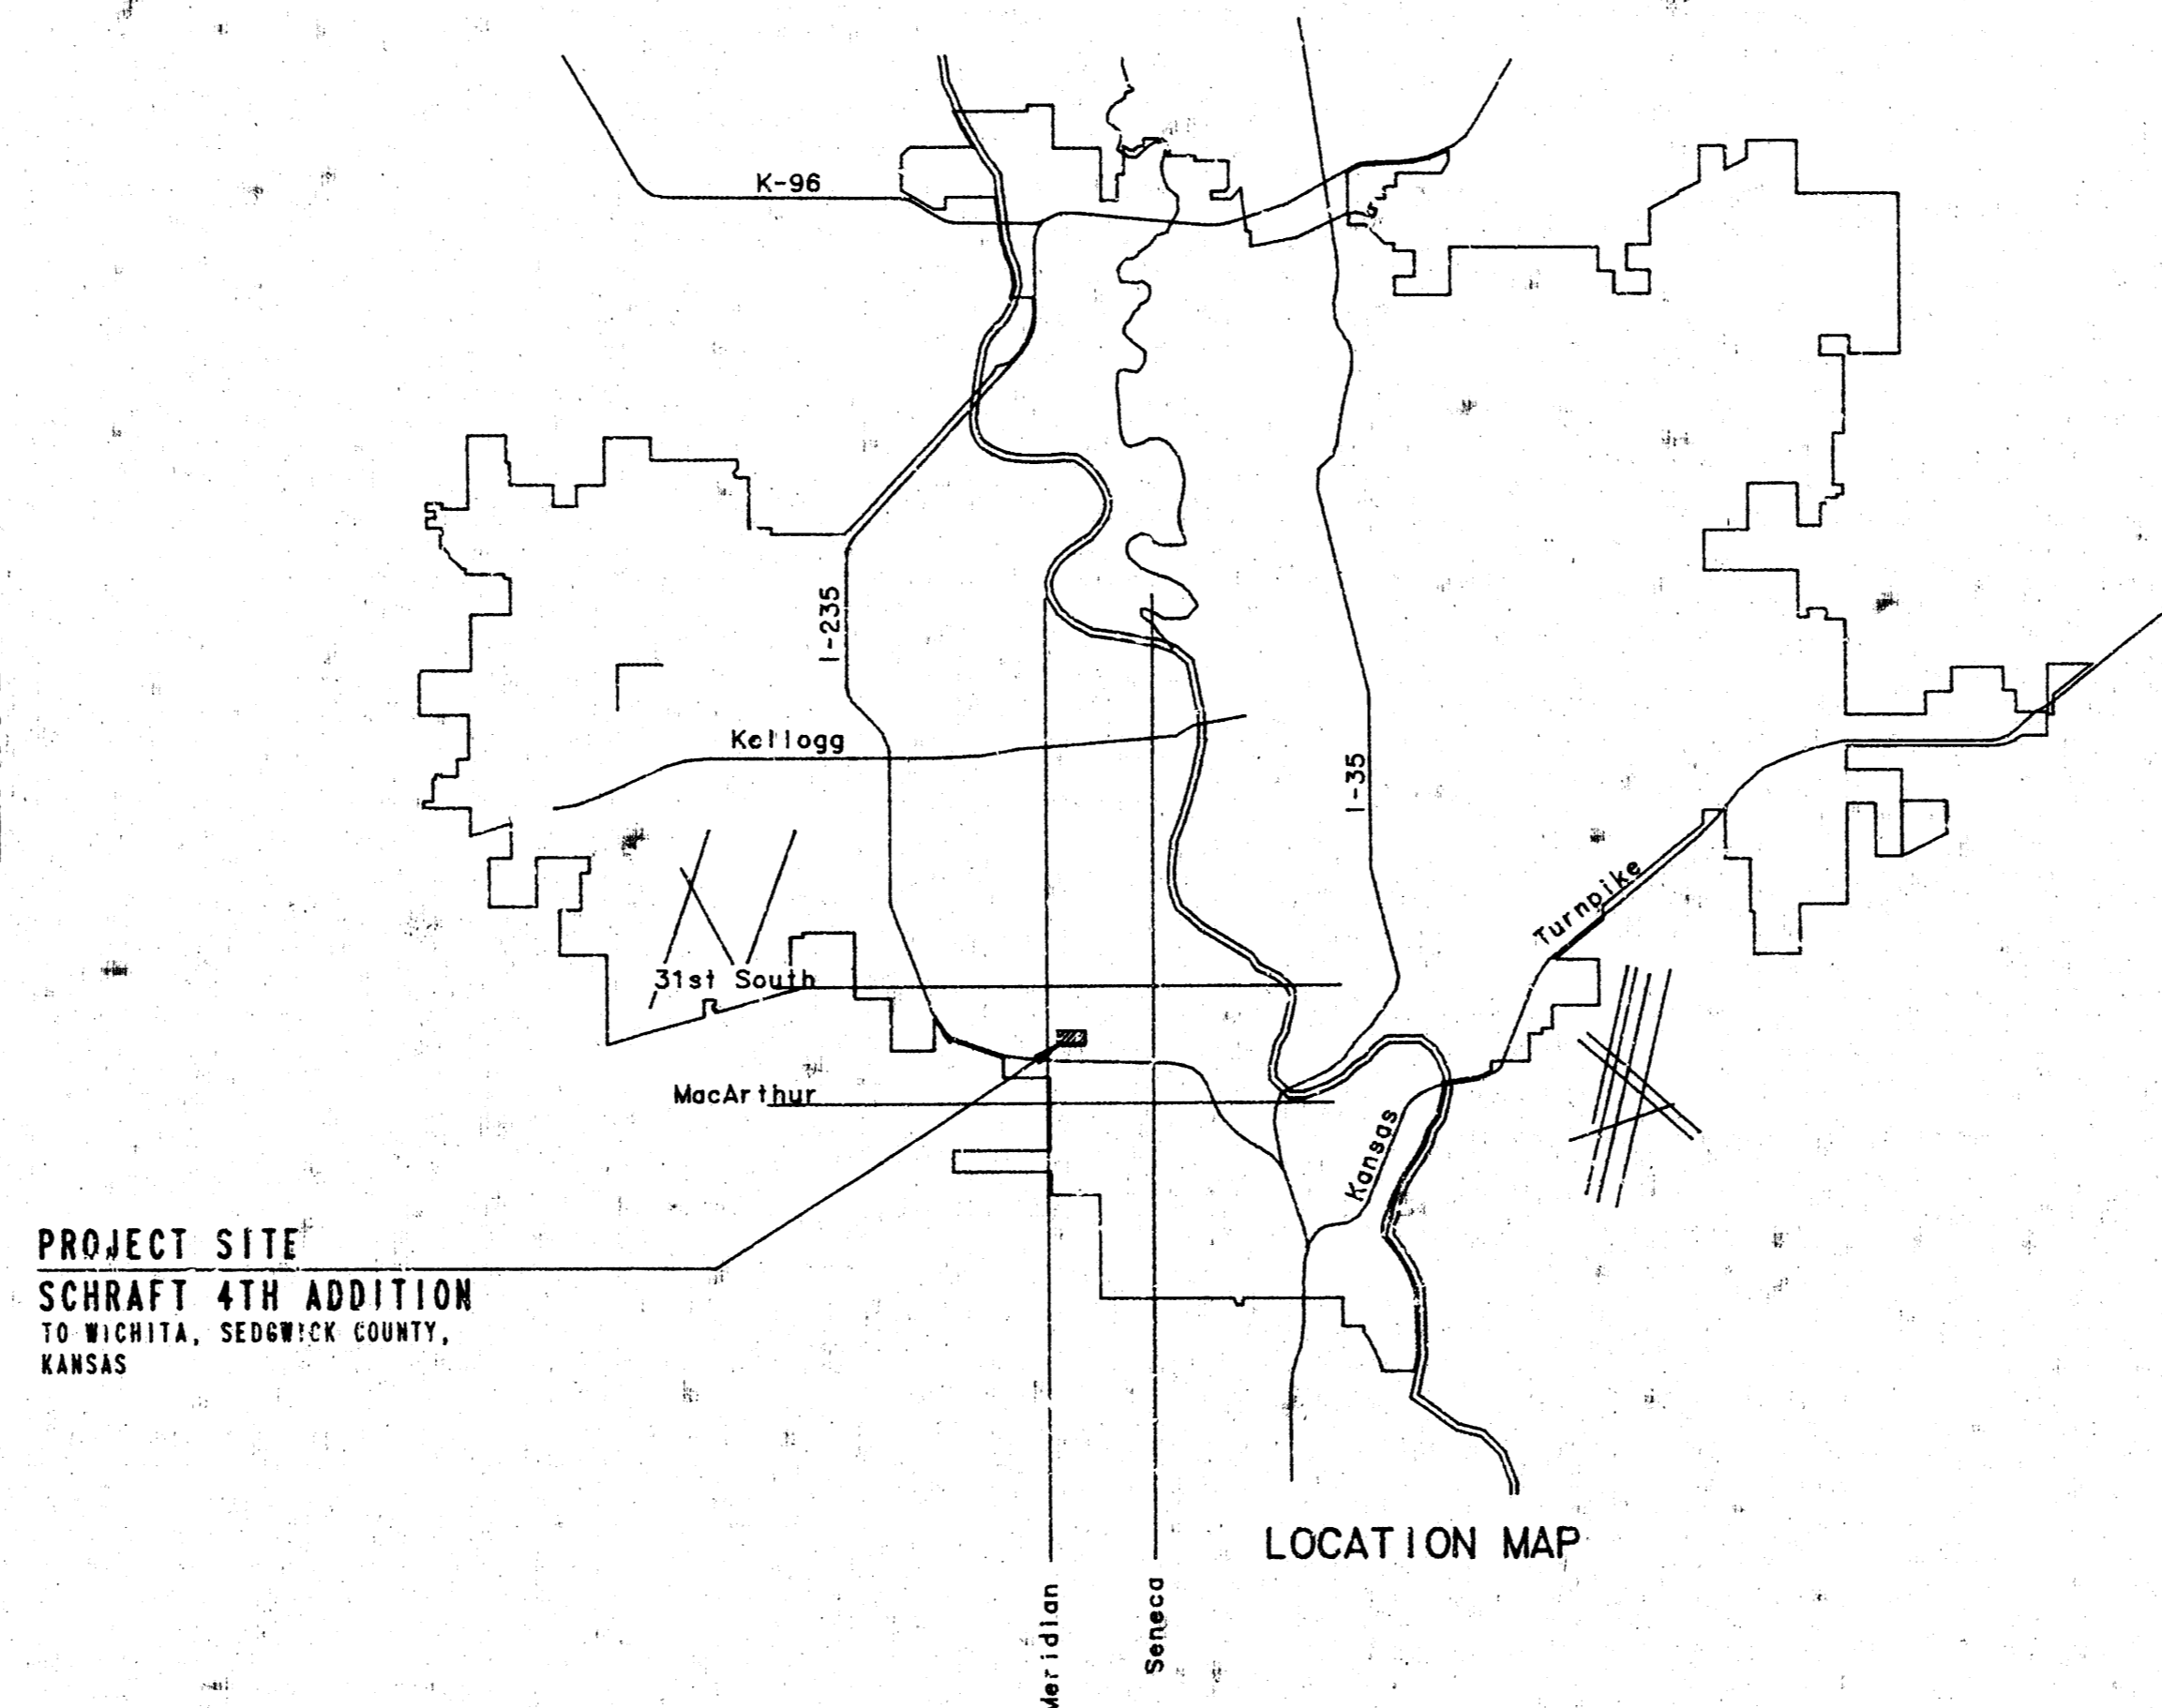 K-96
I-235
Kellogg
I-35
Turnpike
31st South
MacArthur
Kansas
PROJECT SITE
SCHRAFT 4TH ADDITION
TO WICHITA, SEDGWICK COUNTY,
KANSAS
LOCATION MAP
Meridian
Seneca